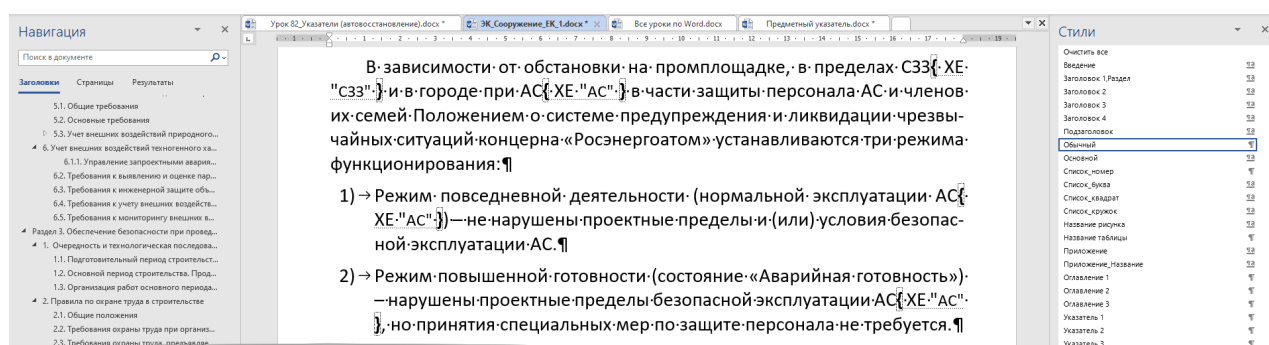 Урок 82_Указатели (автовосстановление).docx *
ЭК_Сооружение_ЕК_1.docx *
Все уроки по Word.docx
Предметный указатель.docx *
Навигация
Поиск в документе
Заголовки Страницы Результаты
5.1. Общие требования
5.2. Основные требования
5.3. Учет внешних воздействий природного...
6. Учет внешних воздействий техногенного ха...
6.1.1. Управление запроектными авария...
6.2. Требования к выявлению и оценке пар...
6.3. Требования к инженерной защите объ...
6.4. Требования к учету внешних воздейств...
6.5. Требования к мониторингу внешних в...
Раздел 3. Обеспечение безопасности при провед...
1. Очередность и технологическая последова...
1.1. Подготовительный период строительст...
1.2. Основной период строительства. Прод...
1.3. Организация работ основного периода...
2. Правила по охране труда в строительстве
2.1. Общие положения
2.2. Требования охраны труда при организ...
2.3. Требования охраны труда, предъявляе...
В·зависимости·от·обстановки·на·промплощадке,·в·пределах·СЗЗ{·XE·
"СЗЗ"·}·и·в·городе·при·АС{·XE·"АС"·}·в·части·защиты·персонала·АС·и·членов·
их·семей·Положением·о·системе·предупреждения·и·ликвидации·чрезвы-
чайных·ситуаций·концерна·«Росэнергоатом»·устанавливаются·три·режима·
функционирования:¶
1)→Режим·повседневной·деятельности·(нормальной·эксплуатации·АС{·
XE·"АС"·})·–·не·нарушены·проектные·пределы·и·(или)·условия·безопас-
ной·эксплуатации·АС.¶
2)→Режим·повышенной·готовности·(состояние·«Аварийная·готовность»)·
–·нарушены·проектные·пределы·безопасной·эксплуатации·АС{·XE·"АС"·
},·но·принятия·специальных·мер·по·защите·персонала·не·требуется.¶
Стили
Очистить все
Введение
Заголовок 1,Раздел
Заголовок 2
Заголовок 3
Заголовок 4
Подзаголовок
Обычный
Основной
Список_номер
Список_буква
Список_квадрат
Список_кружок
Название рисунка
Название таблицы
Приложение
Приложение_Название
Оглавление 1
Оглавление 2
Оглавление 3
Указатель 1
Указатель 2
Указатель 3